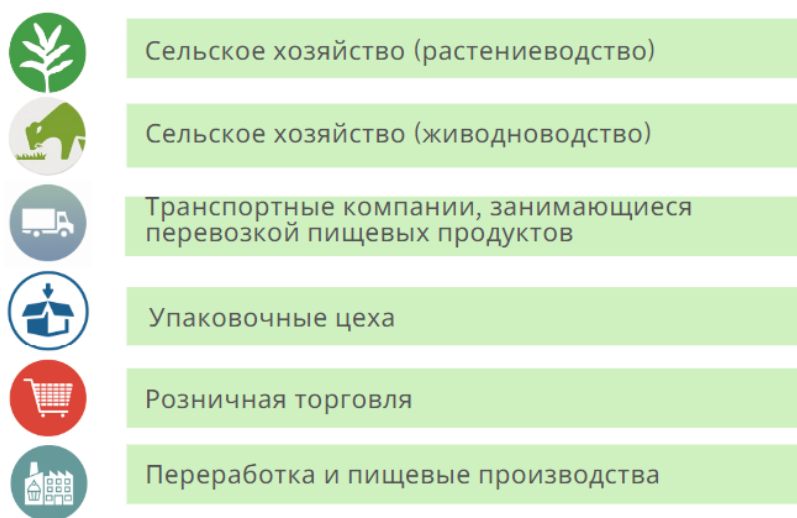 Сельское хозяйство (растениеводство)
Сельское хозяйство (живодноводство)
Транспортные компании, занимающиеся
перевозкой пищевых продуктов
Упаковочные цеха
Розничная торговля
Переработка и пищевые производства